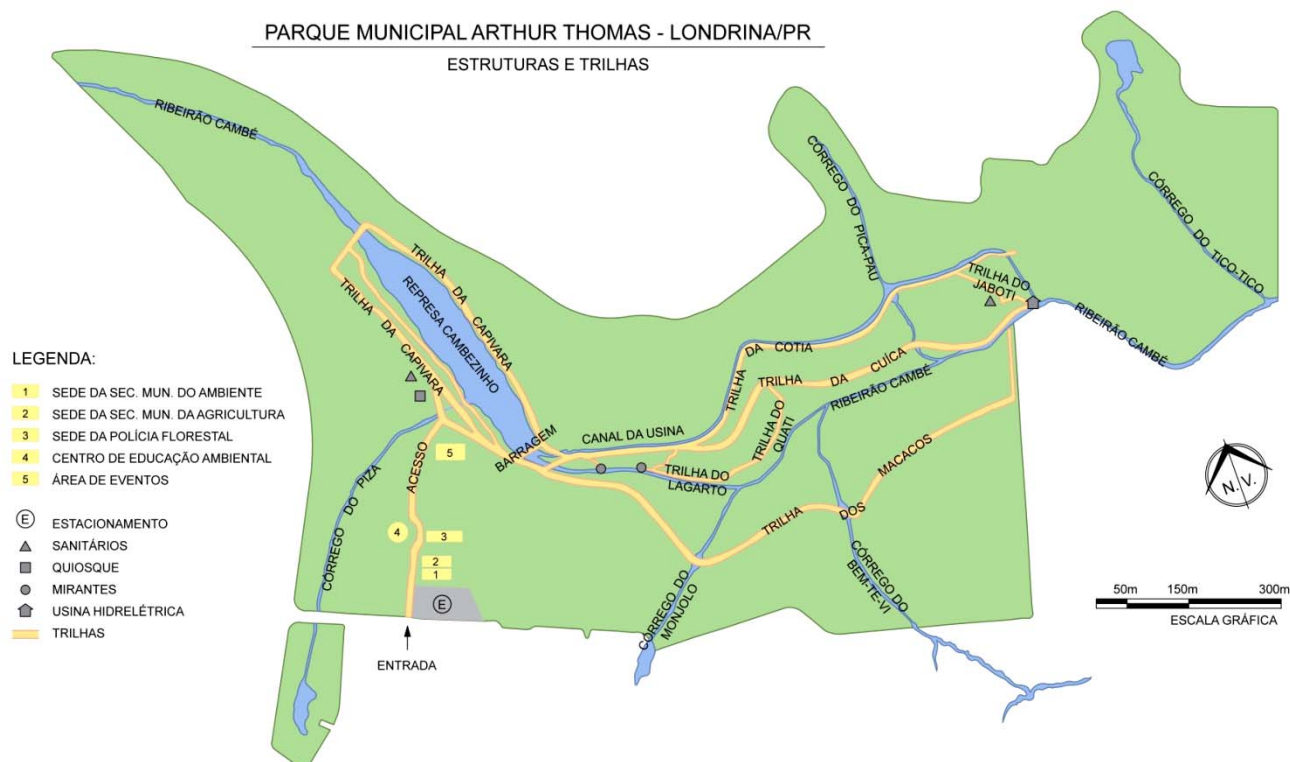 PARQUE MUNICIPAL ARTHUR THOMAS - LONDRINA/PR
ESTRUTURAS E TRILHAS
RIBEIRÃO CAMBÉ
CÓRREGO DO PICA-PAU
CÓRREGO DO TICO-TICO
TRILHA DA CAPIVARA
REPRESA CAMBEZINHO
TRILHA DA CAPIVARA
TRILHA DO
JABOTI
RIBEIRÃO CAMBÉ
TRILHA DA COTIA
TRILHA DA CUÍCA
RIBEIRÃO CAMBÉ
CANAL DA USINA
BARRAGEM
TRILHA DO
QUATI
TRILHA DO
LAGARTO
TRILHA DOS MACACOS
ACESSO
CÓRREGO DO PIZA
CÓRREGO DO
MONJOLO
CÓRREGO DO
BEM-TE-VI
5
4
3
2
1
E
ENTRADA
LEGENDA:
1 SEDE DA SEC. MUN. DO AMBIENTE
2 SEDE DA SEC. MUN. DA AGRICULTURA
3 SEDE DA POLÍCIA FLORESTAL
4 CENTRO DE EDUCAÇÃO AMBIENTAL
5 ÁREA DE EVENTOS
E ESTACIONAMENTO
SANITÁRIOS
QUIOSQUE
MIRANTES
USINA HIDRELÉTRICA
TRILHAS
N. V.
50m 150m 300m
ESCALA GRÁFICA